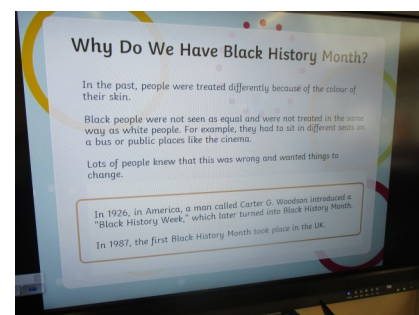 Why Do We Have Black History Month?
In the past, people were treated differently because of the colour of
their skin.
Black people were not seen as equal and were not treated in the same
way as white people. For example, they had to sit in different seats on
a bus or public places like the cinema.
Lots of people knew that this was wrong and wanted things to
change.
In 1926, in America, a man called Carter G. Woodson introduced a
"Black History Week," which later turned into Black History Month.
In 1987, the first Black History Month took place in the UK.